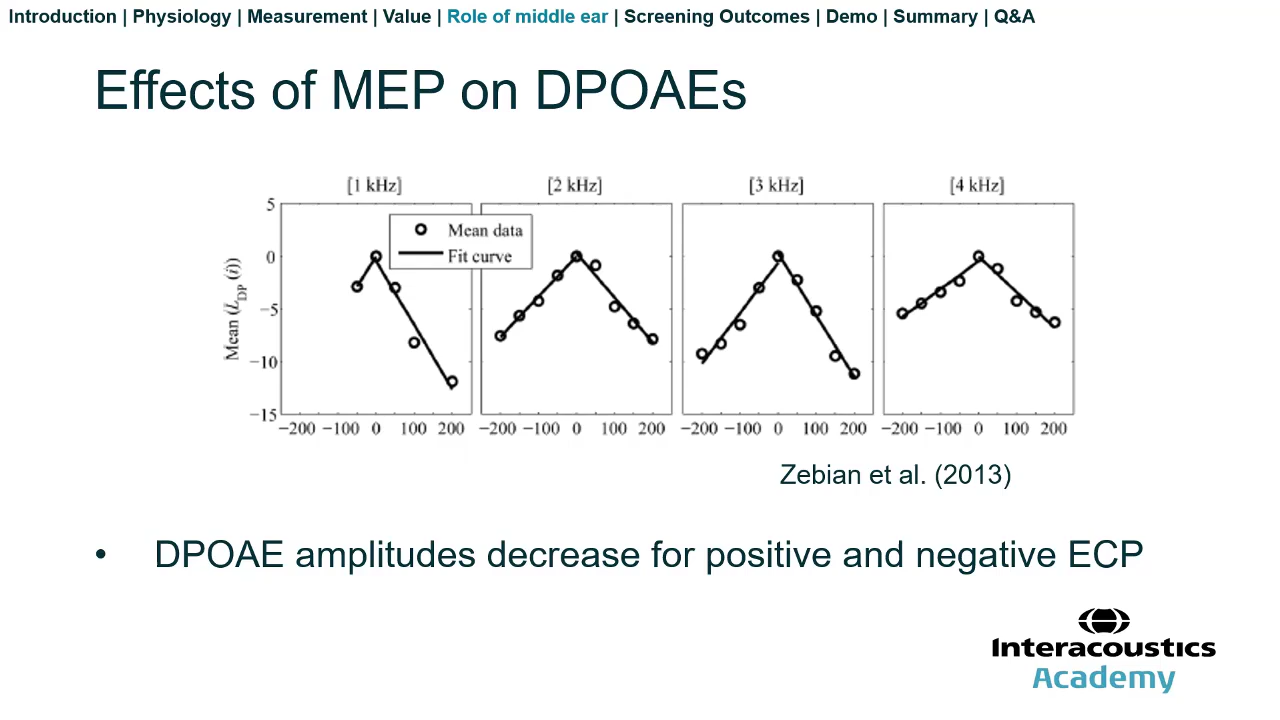 Introduction | Physiology | Measurement | Value | Role of middle ear | Screening Outcomes | Demo | Summary | Q&A
Effects of MEP on DPOAEs
[1 kHz] [2 kHz] [3 kHz] [4 kHz]
Mean data
Fit curve
Mean (L̄DP (i))
5
0
−5
−10
−15
−200 −100 0 100 200 −200 −100 0 100 200 −200 −100 0 100 200 −200 −100 0 100 200
Zebian et al. (2013)
• DPOAE amplitudes decrease for positive and negative ECP
Interacoustics
Academy